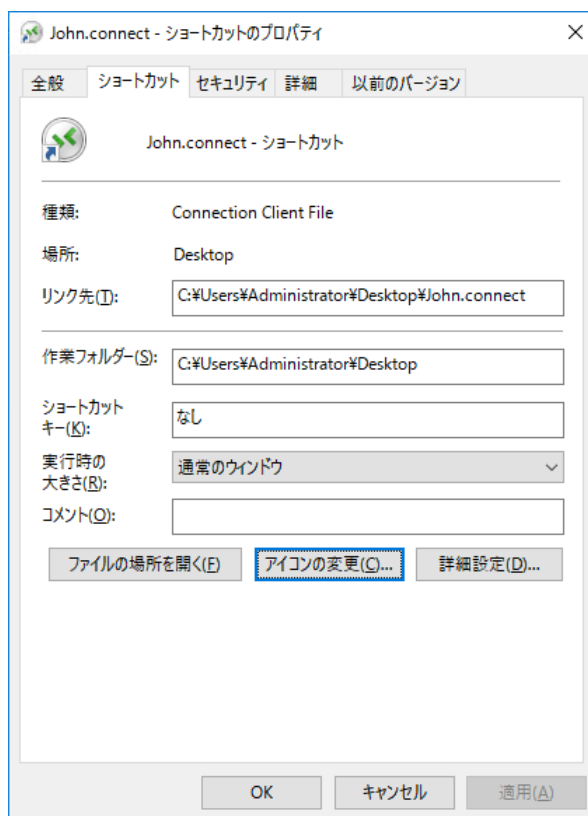 John.connect - ショートカットのプロパティ
全般 ショートカット セキュリティ 詳細 以前のバージョン
John.connect - ショートカット
種類: Connection Client File
場所: Desktop
リンク先(T): C:¥Users¥Administrator¥Desktop¥John.connect
作業フォルダー(S): C:¥Users¥Administrator¥Desktop
ショートカット
キー(K): なし
実行時の
大きさ(R): 通常のウィンドウ
コメント(O):
ファイルの場所を開く(F) アイコンの変更(C)... 詳細設定(D)...
OK キャンセル 適用(A)